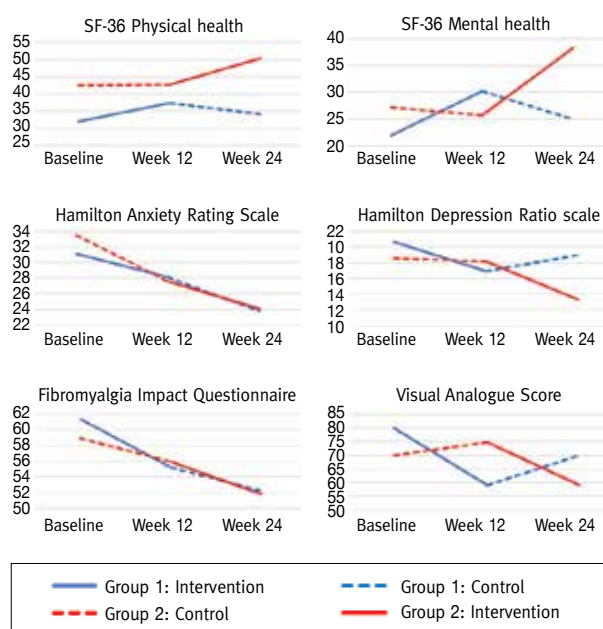 SF-36 Physical health
55
50
45
40
35
30
25
Baseline Week 12 Week 24
SF-36 Mental health
40
35
30
25
20
Baseline Week 12 Week 24
Hamilton Anxiety Rating Scale
34
32
30
28
26
24
22
Baseline Week 12 Week 24
Hamilton Depression Ratio scale
22
18
16
14
12
10
Baseline Week 12 Week 24
Fibromyalgia Impact Questionnaire
62
60
58
56
54
52
50
Baseline Week 12 Week 24
Visual Analogue Score
85
80
75
70
65
60
55
50
Baseline Week 12 Week 24
Group 1: Intervention
Group 1: Control
Group 2: Control
Group 2: Intervention